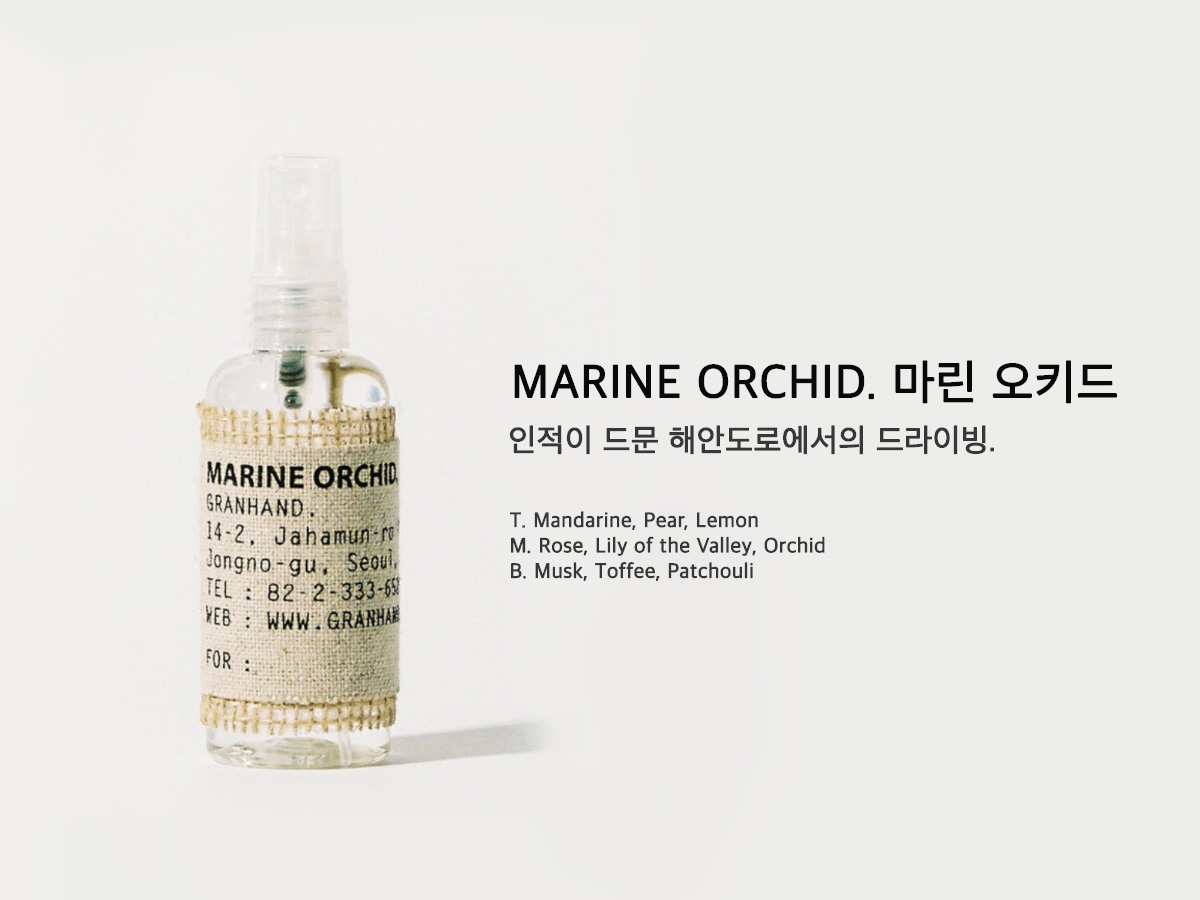 MARINE ORCHID.
GRANHAND.
14-2, Jahamun-ro
Jongno-gu, Seoul,
TEL : 82-2-333-65
WEB : WWW.GRANHAN
FOR :
MARINE ORCHID. 마린 오키드
인적이 드문 해안도로에서의 드라이빙.
T. Mandarine, Pear, Lemon
M. Rose, Lily of the Valley, Orchid
B. Musk, Toffee, Patchouli